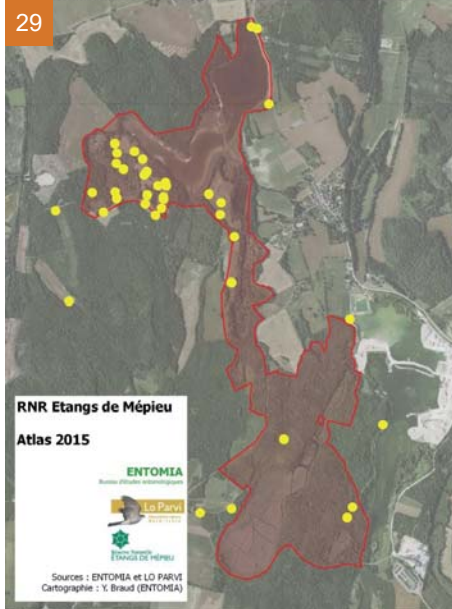 29
RNR Etangs de Mépieu
Atlas 2015
ENTOMIA
Bureau d'études entomologiques
Lo Parvi
Réserve Naturelle
ETANGS DE MÉPIEU
Sources : ENTOMIA et LO PARVI
Cartographie : Y. Braud (ENTOMIA)